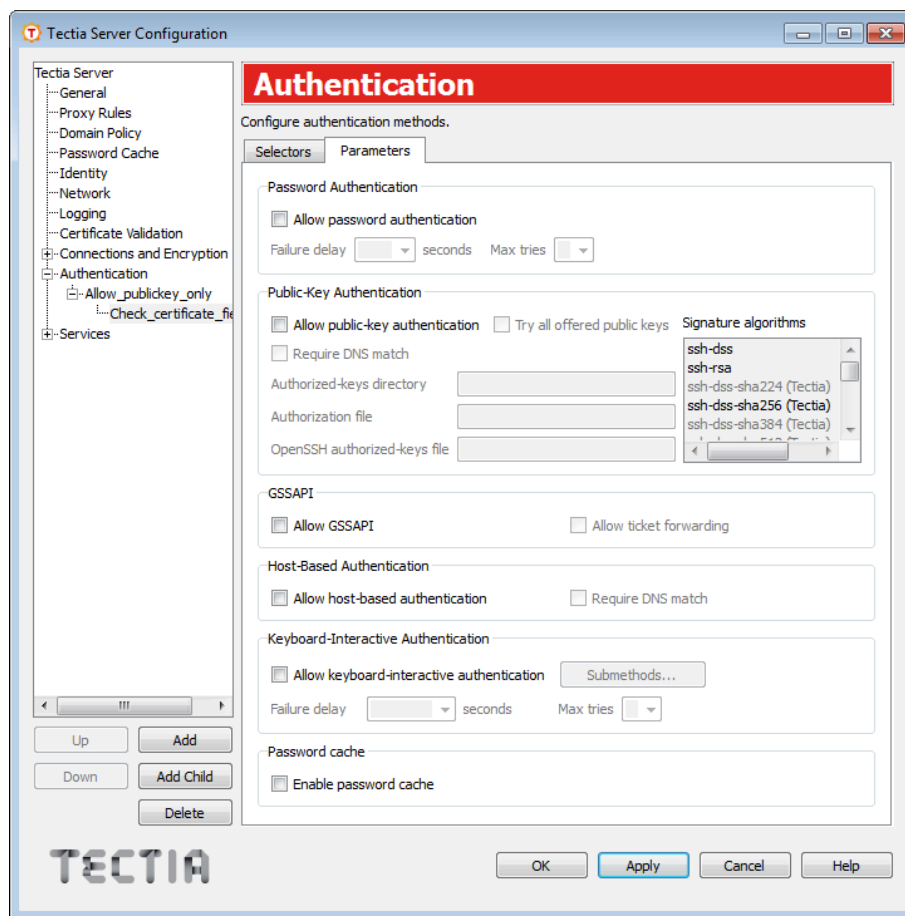 Tectia Server Configuration
Tectia Server
General
Proxy Rules
Domain Policy
Password Cache
Identity
Network
Logging
Certificate Validation
Connections and Encryption
Authentication
Allow_publickey_only
Check_certificate_fie
Services
Up
Add
Down
Add Child
Delete
Authentication
Configure authentication methods.
Selectors
Parameters
Password Authentication
Allow password authentication
Failure delay seconds Max tries
Public-Key Authentication
Allow public-key authentication Try all offered public keys
Require DNS match
Authorized-keys directory
Authorization file
OpenSSH authorized-keys file
Signature algorithms
ssh-dss
ssh-rsa
ssh-dss-sha224 (Tectia)
ssh-dss-sha256 (Tectia)
ssh-dss-sha384 (Tectia)
GSSAPI
Allow GSSAPI Allow ticket forwarding
Host-Based Authentication
Allow host-based authentication Require DNS match
Keyboard-Interactive Authentication
Allow keyboard-interactive authentication Submethods...
Failure delay seconds Max tries
Password cache
Enable password cache
TECTIA
OK Apply Cancel Help